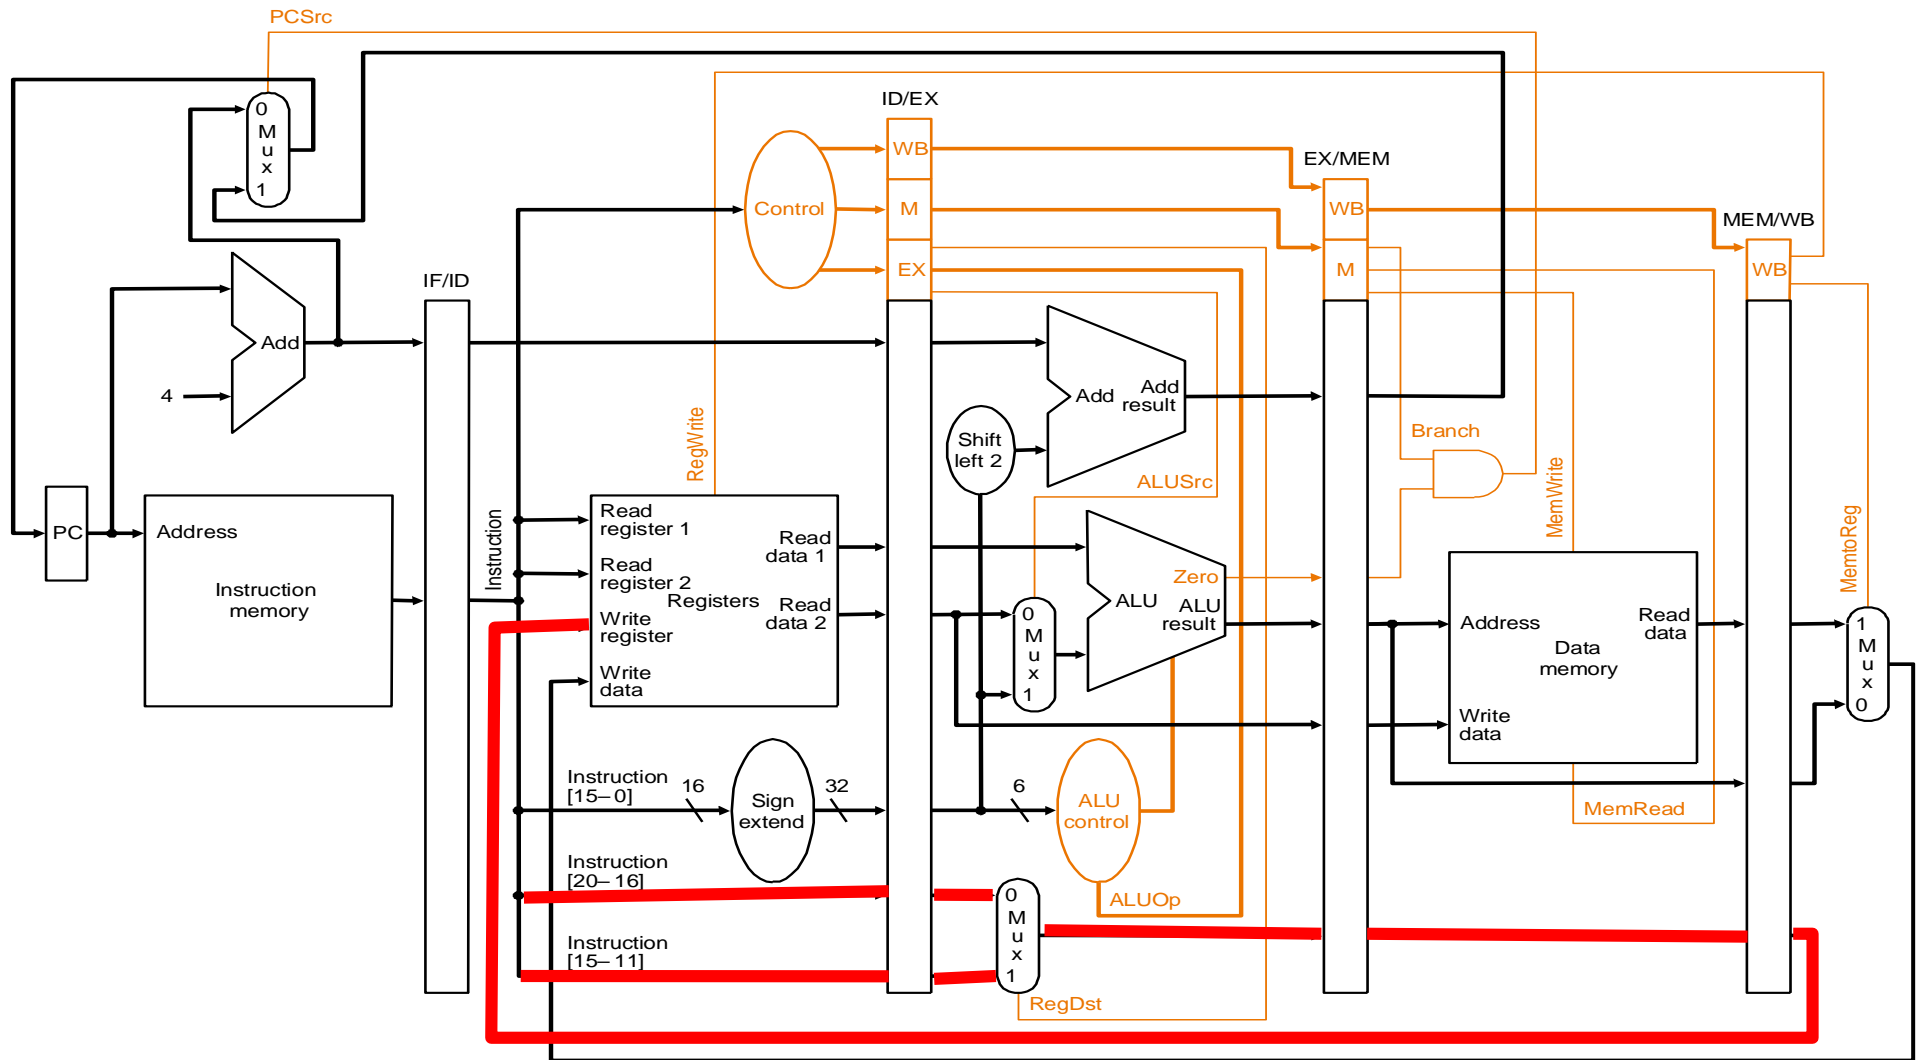 PCSrc
ID/EX
0
M
u
x
1
WB
EX/MEM
Control
M
WB
MEM/WB
EX
M
WB
IF/ID
Add
4
Add
Add
result
RegWrite
Shift
left 2
Branch
ALUSrc
MemWrite
PC
Address
Instruction
memory
Instruction
Read
register 1
Read
register 2
Write
register
Write
data
Registers
Read
data 1
Read
data 2
0
M
u
x
1
ALU
Zero
ALU
result
Address
Data
memory
Read
data
Write
data
MemtoReg
1
M
u
x
0
Instruction
[15–0]
16
Sign
extend
32
6
ALU
control
MemRead
Instruction
[20–16]
0
M
u
x
1
ALUOp
Instruction
[15–11]
RegDst